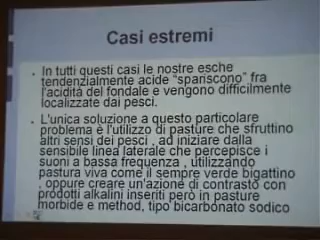 Casi estremi
• In tutti questi casi le nostre esche
tendenzialmente acide "spariscono" fra
l'acidità del fondale e vengono difficilmente
localizzate dai pesci.
• L'unica soluzione a questo particolare
problema è l'utilizzo di pasture che sfruttino
altri sensi dei pesci , ad iniziare dalla
sensibile linea laterale che percepisce i
suoni a bassa frequenza , utilizzando
pastura viva come il sempre verde bigattino
, oppure creare un'azione di contrasto con
prodotti alkalini inseriti però in pasture
morbide e method, tipo bicarbonato sodico